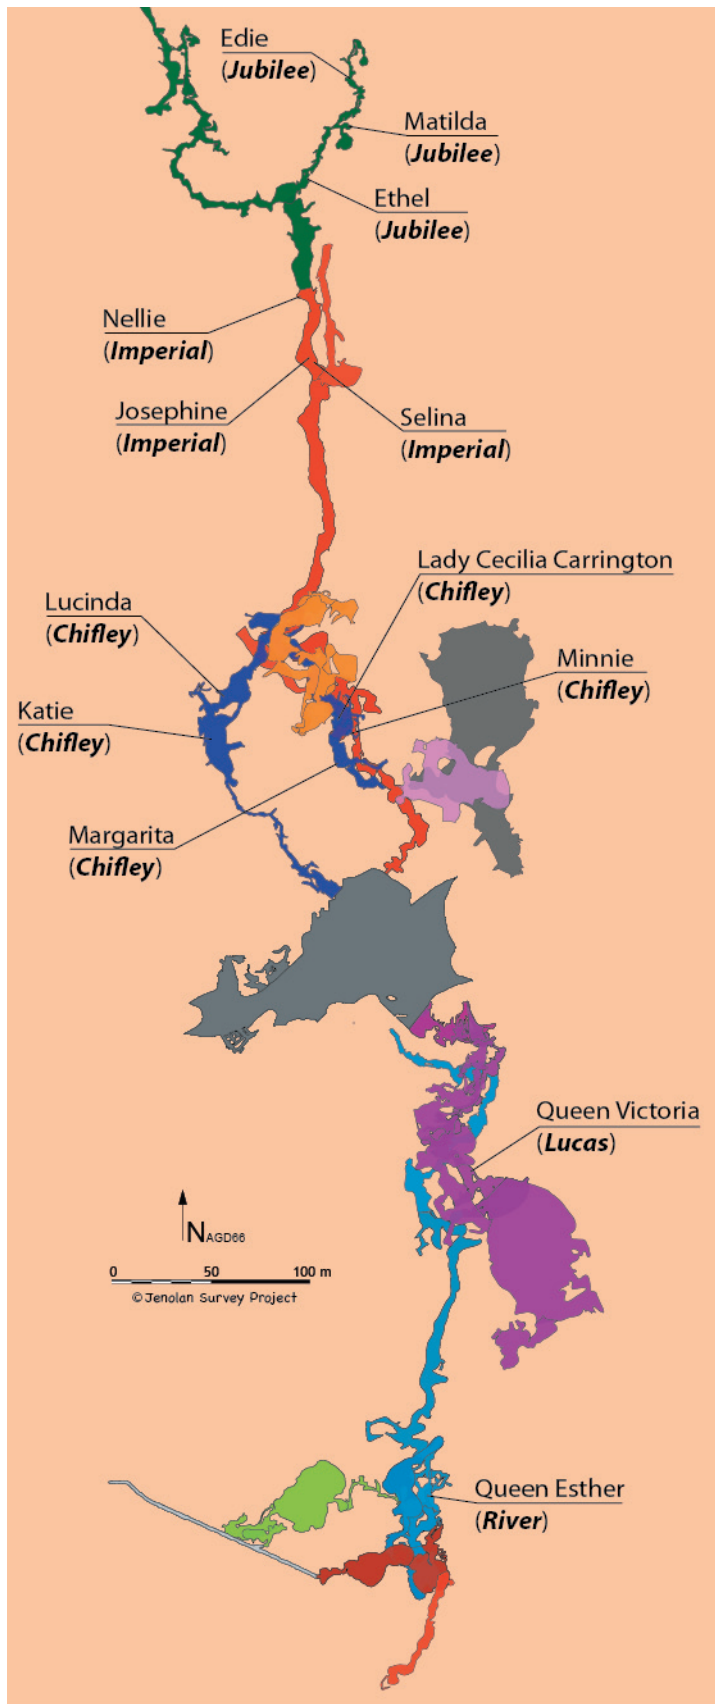 Edie
(Jubilee)
Matilda
(Jubilee)
Ethel
(Jubilee)
Nellie
(Imperial)
Josephine
(Imperial)
Selina
(Imperial)
Lady Cecilia Carrington
(Chifley)
Lucinda
(Chifley)
Minnie
(Chifley)
Katie
(Chifley)
Margarita
(Chifley)
Queen Victoria
(Lucas)
N AGD66
0 50 100 m
©Jenolan Survey Project
Queen Esther
(River)